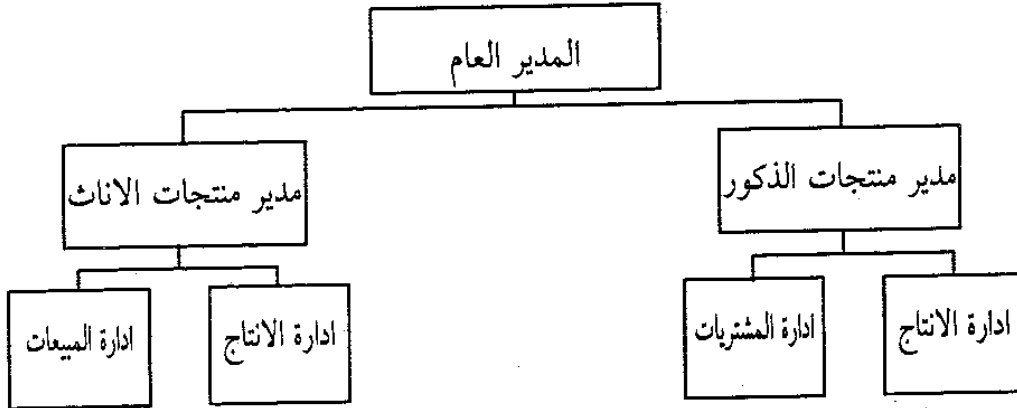 المدير العام
مدير منتجات الذكور
مدير منتجات الاناث
ادارة الانتاج
ادارة المشتريات
ادارة الانتاج
ادارة المبيعات